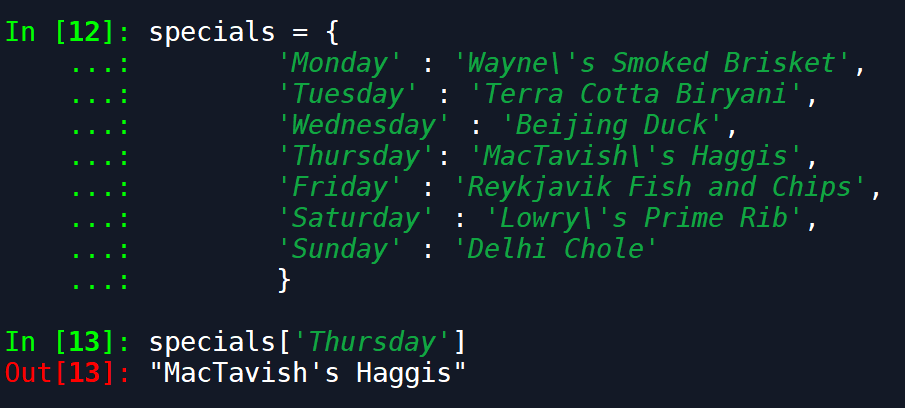 In [12]: specials = {
    ...:         'Monday' : 'Wayne\'s Smoked Brisket',
    ...:         'Tuesday' : 'Terra Cotta Biryani',
    ...:         'Wednesday' : 'Beijing Duck',
    ...:         'Thursday': 'MacTavish\'s Haggis',
    ...:         'Friday' : 'Reykjavik Fish and Chips',
    ...:         'Saturday' : 'Lowry\'s Prime Rib',
    ...:         'Sunday' : 'Delhi Chole'
    ...:         }
In [13]: specials['Thursday']
Out[13]: "MacTavish's Haggis"